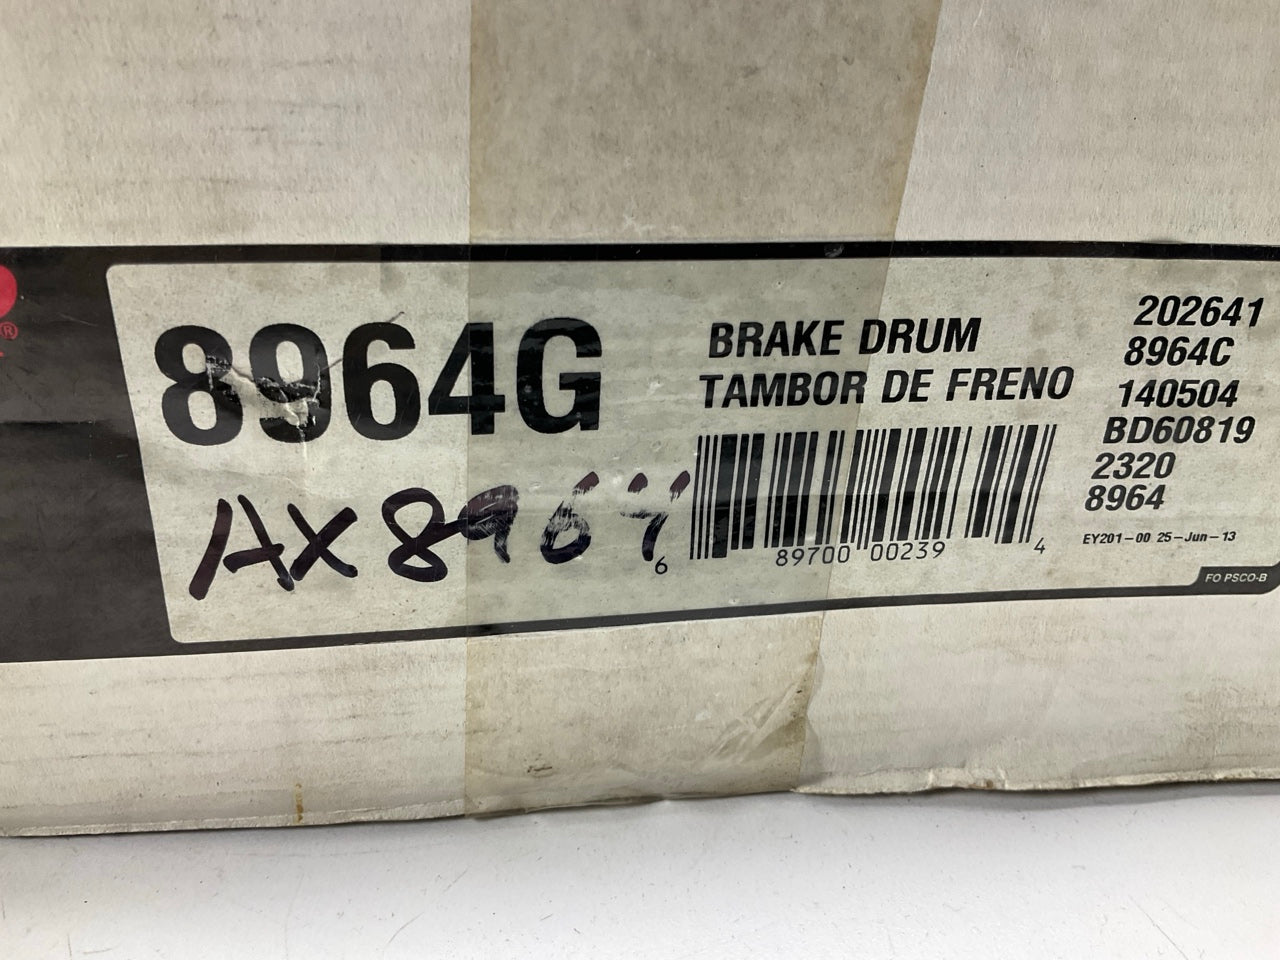 8964G
AX8964
BRAKE DRUM
TAMBOR DE FRENO
6 89700 00239 4
202641
8964C
140504
BD60819
2320
8964
EY201-00 25-Jun-13
FO PSCO-B
®